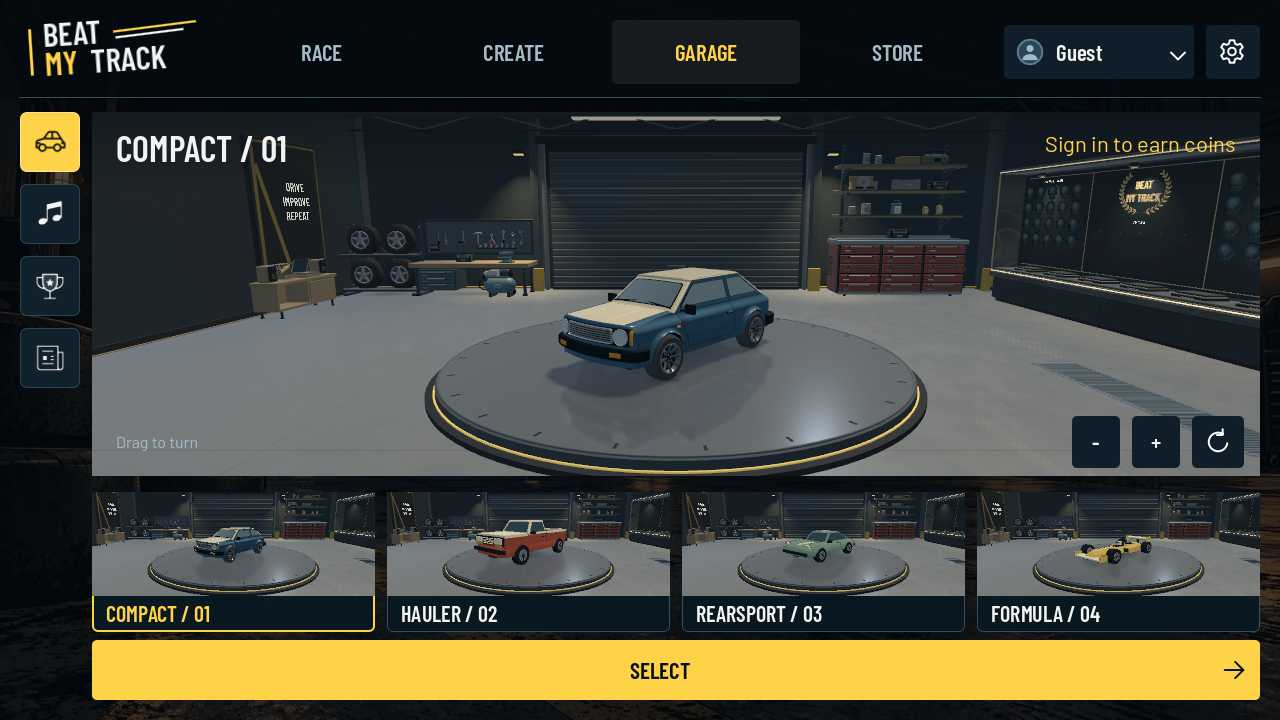 BEAT
MY TRACK
RACE
CREATE
GARAGE
STORE
Guest
COMPACT / 01
Sign in to earn coins
DRIVE
IMPROVE
REPEAT
BEAT
MY TRACK
Drag to turn
-
+
COMPACT / 01
HAULER / 02
REARSPORT / 03
FORMULA / 04
SELECT